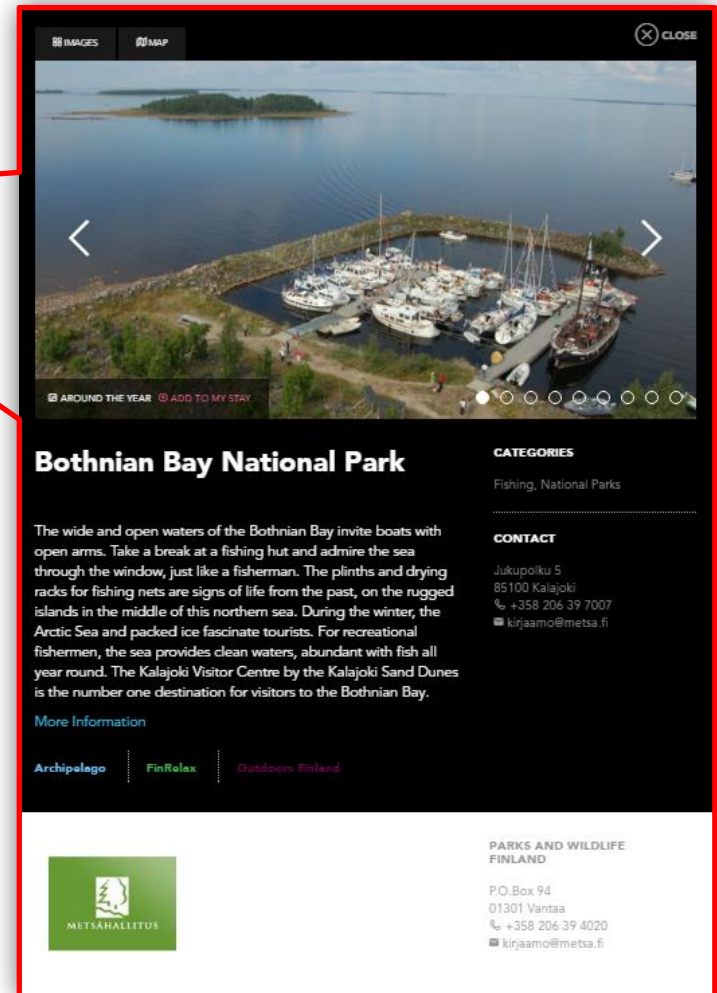 IMAGES
MAP
CLOSE
AROUND THE YEAR ADD TO MY STAY
Bothnian Bay National Park
The wide and open waters of the Bothnian Bay invite boats with
open arms. Take a break at a fishing hut and admire the sea
through the window, just like a fisherman. The plinths and drying
racks for fishing nets are signs of life from the past, on the rugged
islands in the middle of this northern sea. During the winter, the
Arctic Sea and packed ice fascinate tourists. For recreational
fishermen, the sea provides clean waters, abundant with fish all
year round. The Kalajoki Visitor Centre by the Kalajoki Sand Dunes
is the number one destination for visitors to the Bothnian Bay.
More Information
Archipelago
FinRelax
Outdoors Finland
CATEGORIES
Fishing, National Parks
CONTACT
Jukupolku 5
85100 Kalajoki
+358 206 39 7007
kirjaamo@metsa.fi
METSÄHALLITUS
PARKS AND WILDLIFE
FINLAND
P.O.Box 94
01301 Vantaa
+358 206 39 4020
kirjaamo@metsa.fi